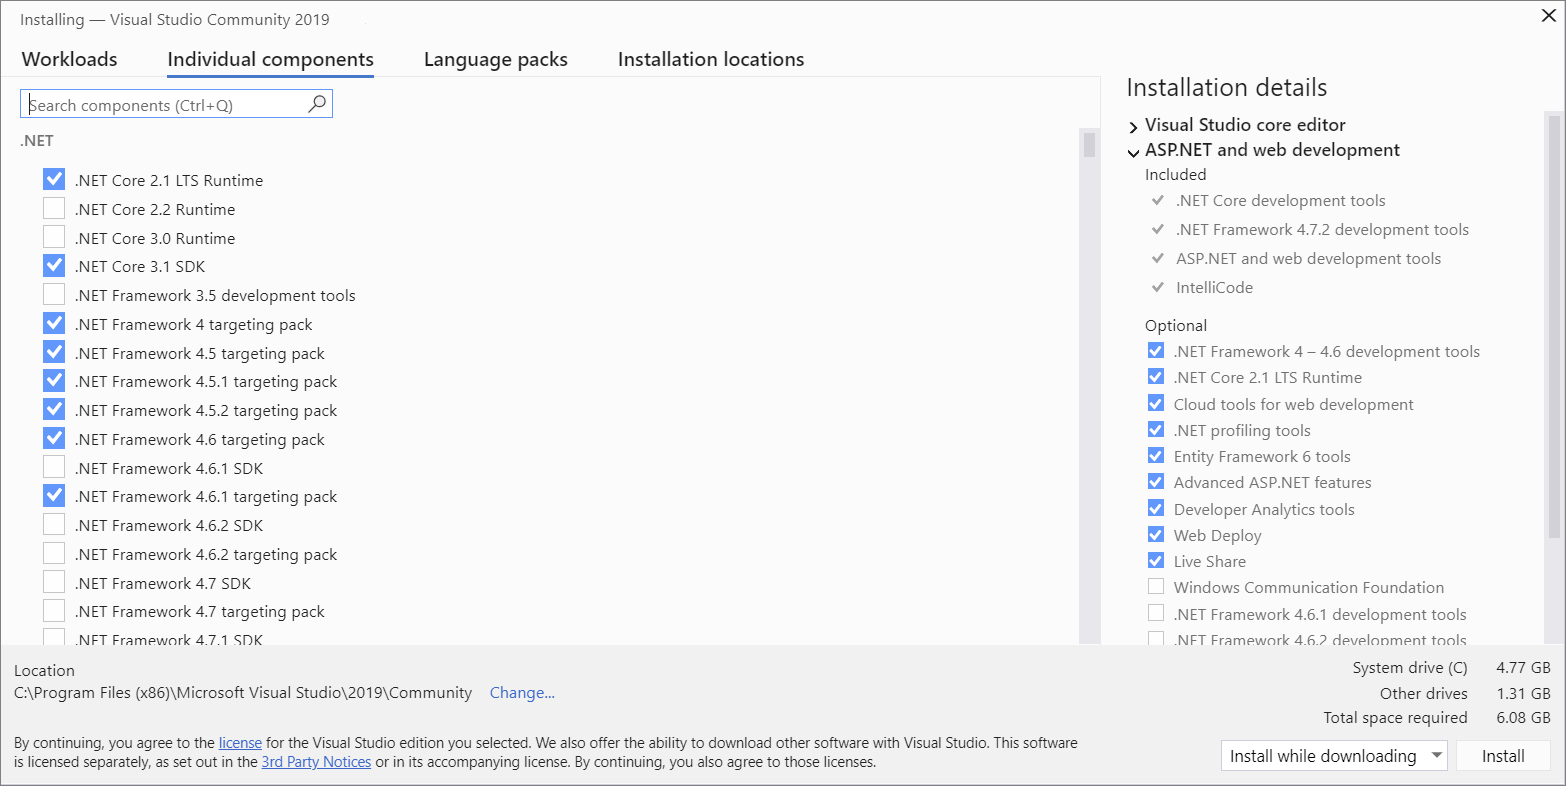 Installing — Visual Studio Community 2019
Workloads
Individual components
Language packs
Installation locations
Search components (Ctrl+Q)
.NET
.NET Core 2.1 LTS Runtime
.NET Core 2.2 Runtime
.NET Core 3.0 Runtime
.NET Core 3.1 SDK
.NET Framework 3.5 development tools
.NET Framework 4 targeting pack
.NET Framework 4.5 targeting pack
.NET Framework 4.5.1 targeting pack
.NET Framework 4.5.2 targeting pack
.NET Framework 4.6 targeting pack
.NET Framework 4.6.1 SDK
.NET Framework 4.6.1 targeting pack
.NET Framework 4.6.2 SDK
.NET Framework 4.6.2 targeting pack
.NET Framework 4.7 SDK
.NET Framework 4.7 targeting pack
.NET Framework 4.7.1 SDK
Installation details
Visual Studio core editor
ASP.NET and web development
Included
.NET Core development tools
.NET Framework 4.7.2 development tools
ASP.NET and web development tools
IntelliCode
Optional
.NET Framework 4 – 4.6 development tools
.NET Core 2.1 LTS Runtime
Cloud tools for web development
.NET profiling tools
Entity Framework 6 tools
Advanced ASP.NET features
Developer Analytics tools
Web Deploy
Live Share
Windows Communication Foundation
.NET Framework 4.6.1 development tools
.NET Framework 4.6.2 development tools
Location
C:\Program Files (x86)\Microsoft Visual Studio\2019\Community Change...
System drive (C) 4.77 GB
Other drives 1.31 GB
Total space required 6.08 GB
By continuing, you agree to the license for the Visual Studio edition you selected. We also offer the ability to download other software with Visual Studio. This software
is licensed separately, as set out in the 3rd Party Notices or in its accompanying license. By continuing, you also agree to those licenses.
Install while downloading
Install